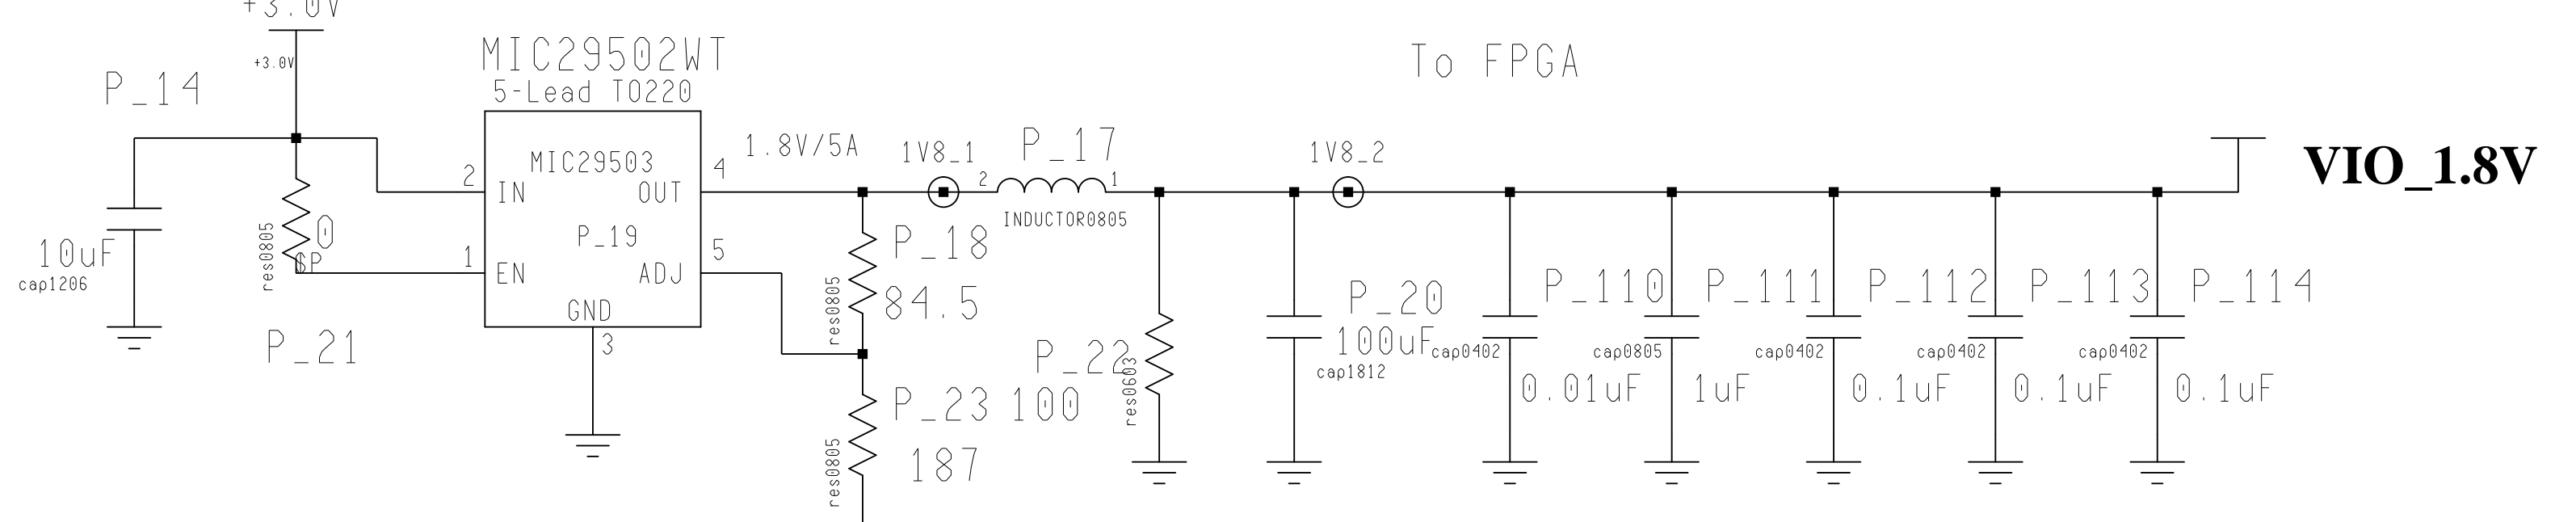 +3.0V
+3.0V
P_14
10uF
cap1206
res0805
0
$P
P_21
MIC29502WT
5-Lead TO220
MIC29503
2
IN
OUT
4
P_19
1
EN
ADJ
5
GND
3
1.8V/5A
1V8_1
P_17
2
1
INDUCTOR0805
P_18
84.5
res0805
P_23
187
res0805
P_22
100
res0603
To FPGA
1V8_2
P_20
100uF
cap1812
P_110
cap0402
0.01uF
P_111
cap0805
1uF
P_112
cap0402
0.1uF
P_113
cap0402
0.1uF
P_114
cap0402
0.1uF
VIO_1.8V